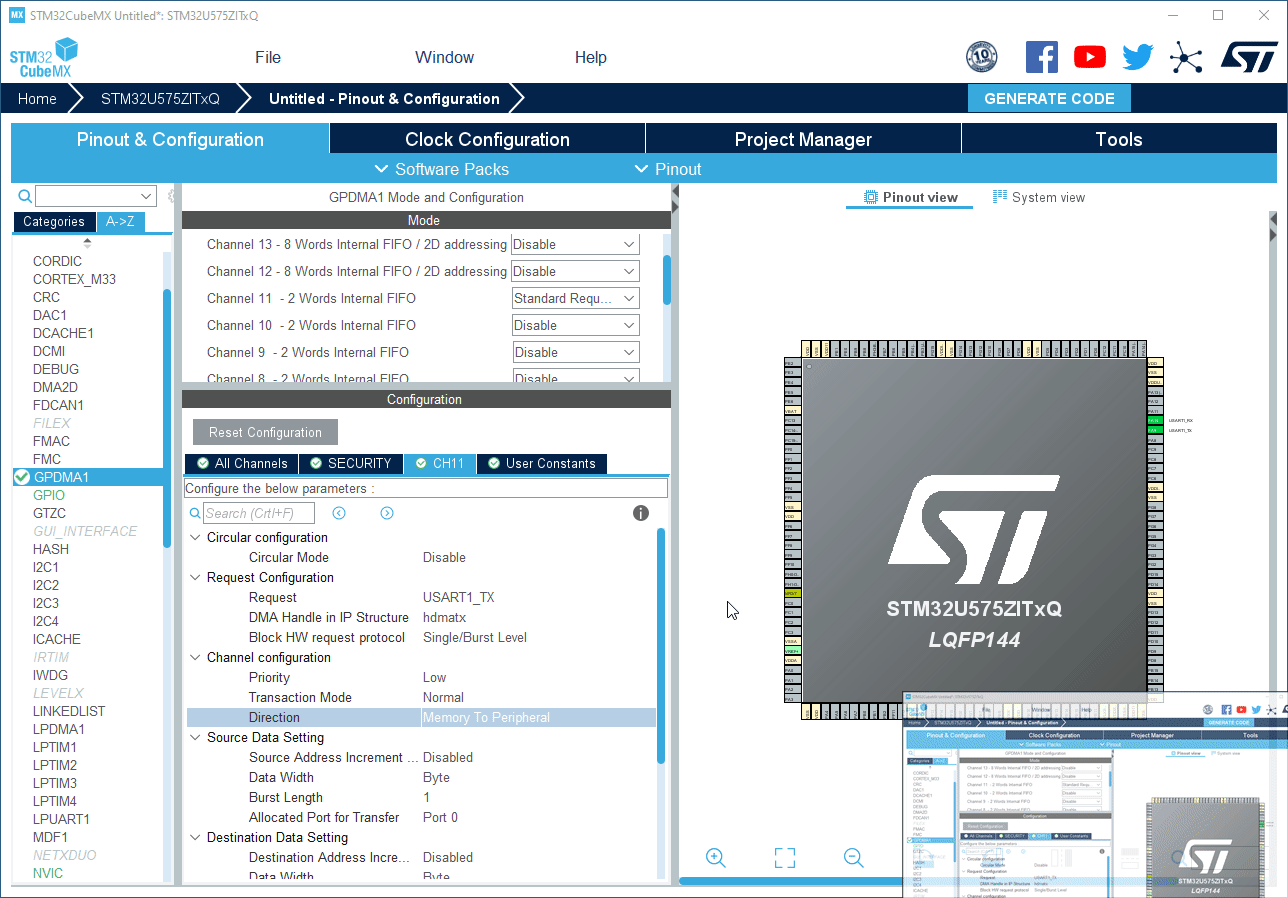 STM32CubeMX Untitled*: STM32U575ZITxQ
STM32 CubeMX
File Window Help
10
Home STM32U575ZITxQ Untitled - Pinout & Configuration GENERATE CODE
Pinout & Configuration Clock Configuration Project Manager Tools
Software Packs Pinout
Categories A->Z
CORDIC
CORTEX_M33
CRC
DAC1
DCACHE1
DCMI
DEBUG
DMA2D
FDCAN1
FILEX
FMAC
FMC
GPDMA1
GPIO
GTZC
GUI_INTERFACE
HASH
I2C1
I2C2
I2C3
I2C4
ICACHE
IRTIM
IWDG
LEVELX
LINKEDLIST
LPDMA1
LPTIM1
LPTIM2
LPTIM3
LPTIM4
LPUART1
MDF1
NETXDUO
NVIC
GPDMA1 Mode and Configuration
Mode
Channel 13 - 8 Words Internal FIFO / 2D addressing Disable
Channel 12 - 8 Words Internal FIFO / 2D addressing Disable
Channel 11 - 2 Words Internal FIFO Standard Requ...
Channel 10 - 2 Words Internal FIFO Disable
Channel 9 - 2 Words Internal FIFO Disable
Channel 8 - 2 Words Internal FIFO Disable
Configuration
Reset Configuration
All Channels SECURITY CH11 User Constants
Configure the below parameters :
Search (CrtI+F)
Circular configuration
Circular Mode Disable
Request Configuration
Request USART1_TX
DMA Handle in IP Structure hdmatx
Block HW request protocol Single/Burst Level
Channel configuration
Priority Low
Transaction Mode Normal
Direction Memory To Peripheral
Source Data Setting
Source Address Increment ... Disabled
Data Width Byte
Burst Length 1
Allocated Port for Transfer Port 0
Destination Data Setting
Destination Address Incre... Disabled
Data Width Byte
Pinout view System view
USART1_RX
USART1_TX
STM32U575ZITxQ
LQFP144